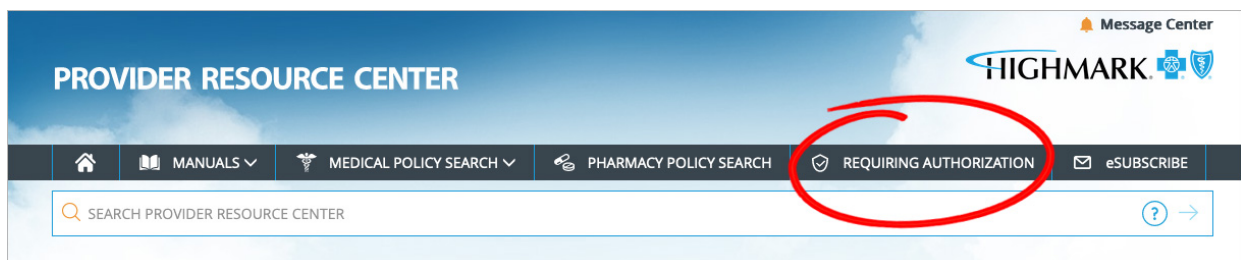 Message Center
HIGHMARK.
PROVIDER RESOURCE CENTER
MANUALS MEDICAL POLICY SEARCH PHARMACY POLICY SEARCH REQUIRING AUTHORIZATION eSUBSCRIBE
SEARCH PROVIDER RESOURCE CENTER ?